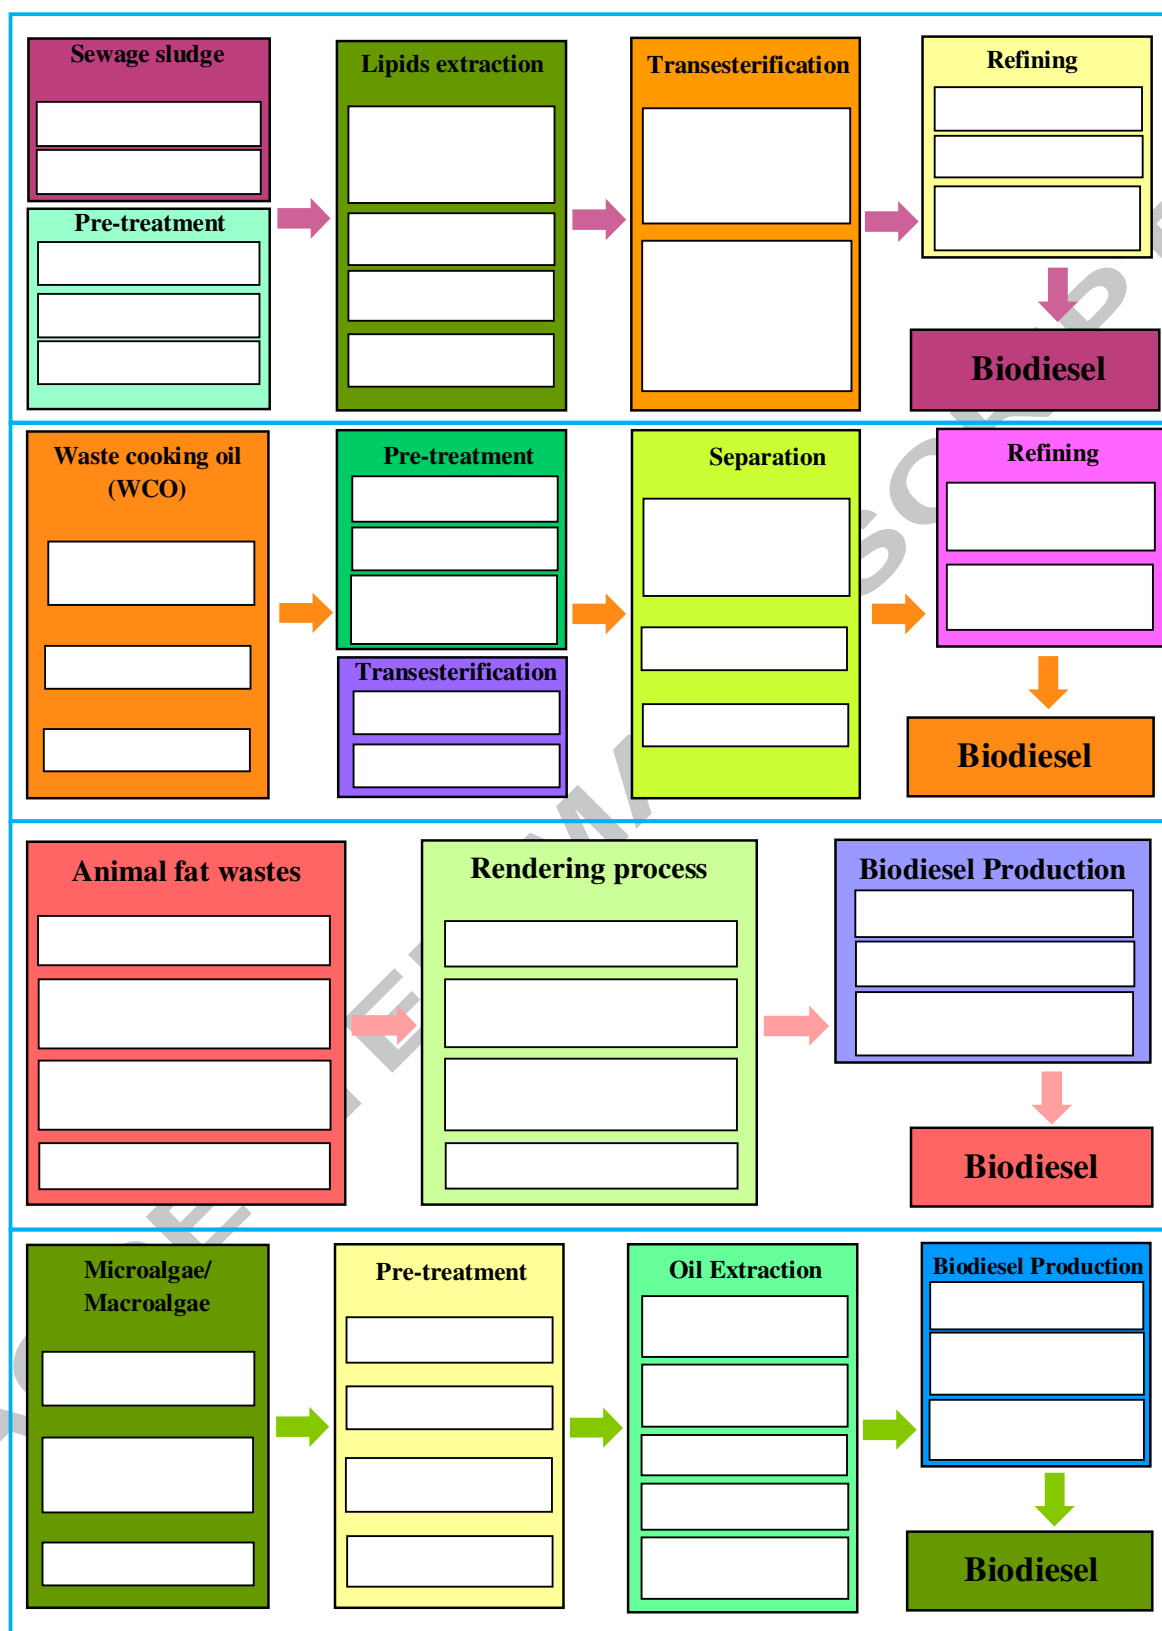 Sewage sludge
Pre-treatment
Lipids extraction
Transesterification
Refining
Biodiesel
Waste cooking oil
(WCO)
Pre-treatment
Transesterification
Separation
Refining
Biodiesel
Animal fat wastes
Rendering process
Biodiesel Production
Biodiesel
Microalgae/
Macroalgae
Pre-treatment
Oil Extraction
Biodiesel Production
Biodiesel